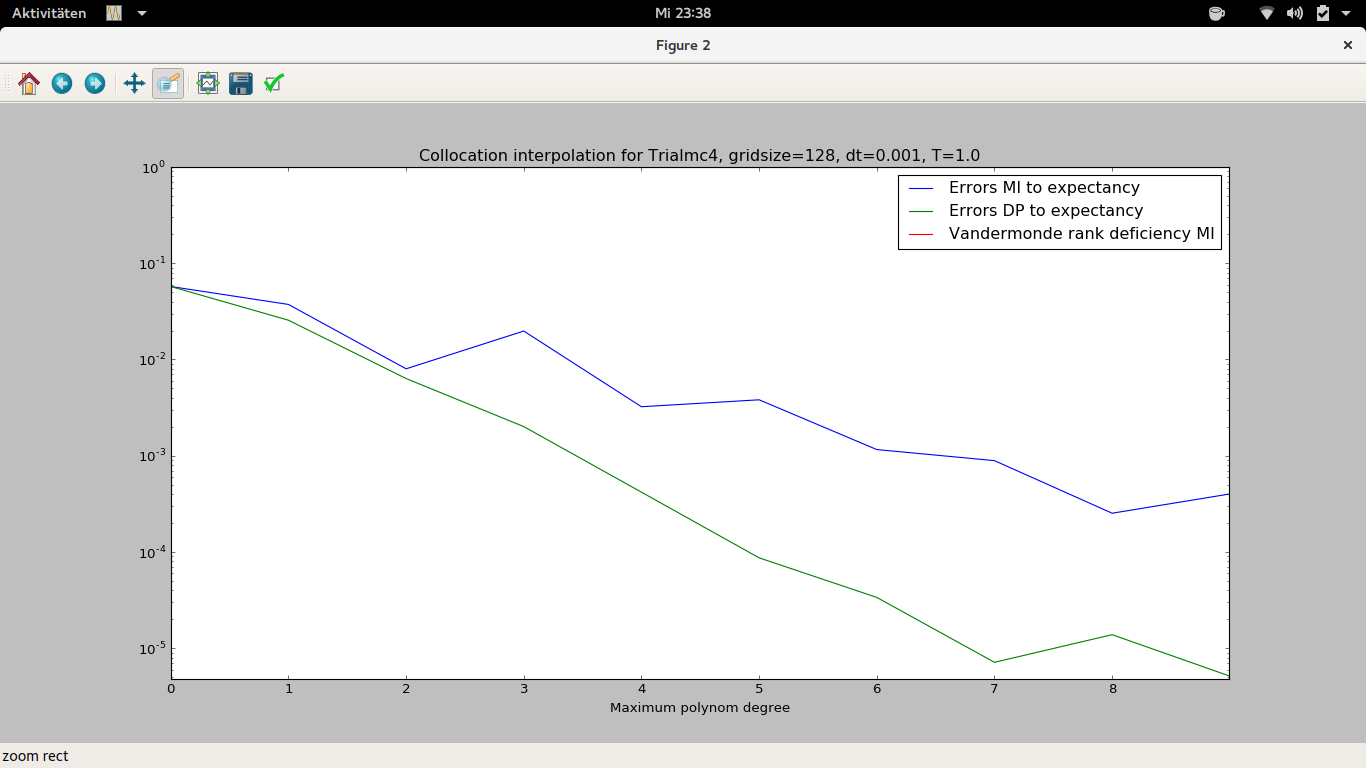 Aktivitäten
Mi 23:38
Figure 2
Collocation interpolation for Trialmc4, gridsize=128, dt=0.001, T=1.0
10^0
Errors MI to expectancy
Errors DP to expectancy
Vandermonde rank deficiency MI
10^-1
10^-2
10^-3
10^-4
10^-5
0 1 2 3 4 5 6 7 8
Maximum polynom degree
zoom rect